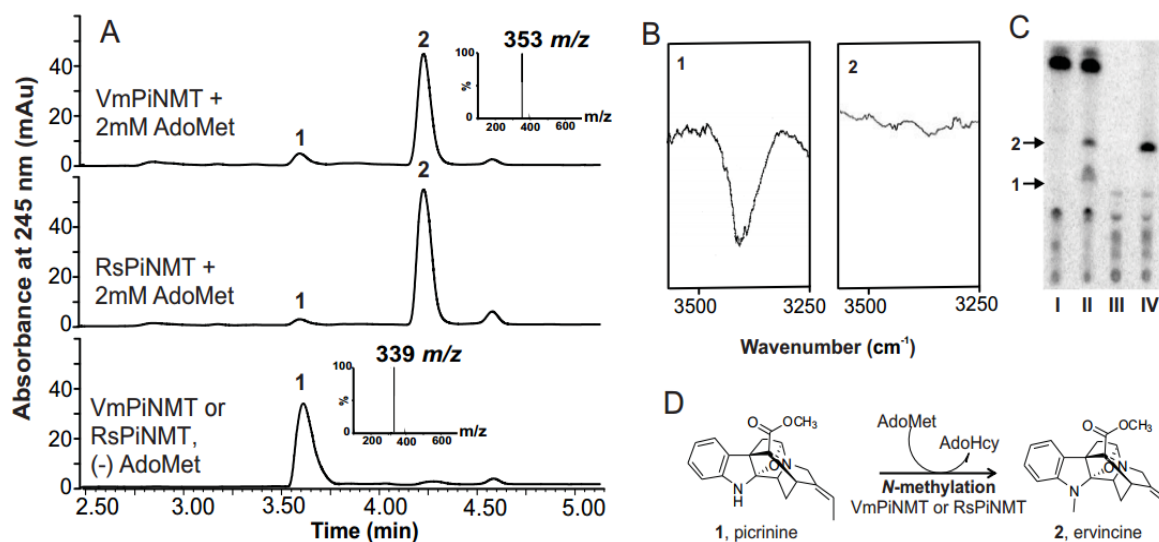 A
Absorbance at 245 nm (mAu)
40
20
0
VmPiNMT +
2mM AdoMet
1
2
353 m/z
100
%
0
200 400 600
m/z
40
20
0
RsPiNMT +
2mM AdoMet
1
2
40
20
0
VmPiNMT or
RsPiNMT,
(-) AdoMet
1
339 m/z
100
%
0
200 400 600
m/z
2.50 3.00 3.50 4.00 4.50 5.00
Time (min)
B
1
2
3500 3250
3500 3250
Wavenumber (cm-1)
C
2
1
I II III IV
D
O
OCH3
N
O
N
H
1, picrinine
AdoMet
AdoHcy
N-methylation
VmPiNMT or RsPiNMT
O
OCH3
N
O
N
2, ervincine